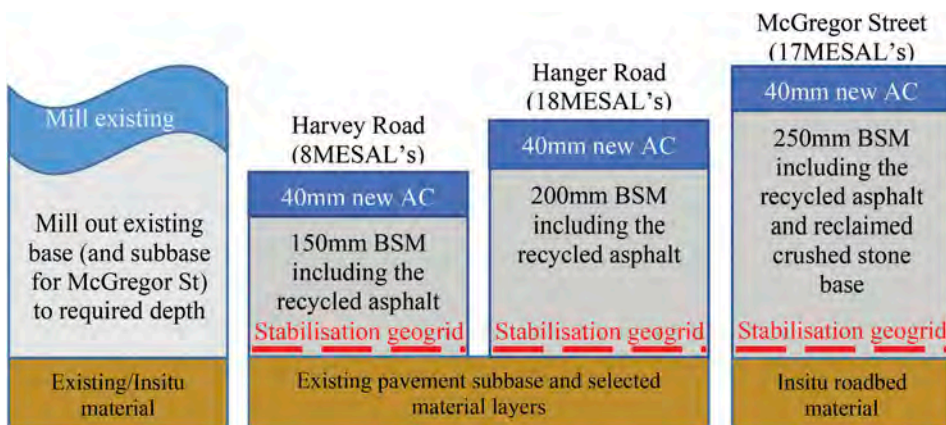 Mill existing
Mill out existing
base (and subbase
for McGregor St)
to required depth
Existing/Insitu
material
Harvey Road
(8MESAL's)
40mm new AC
150mm BSM
including the
recycled asphalt
Stabilisation geogrid
Hanger Road
(18MESAL's)
40mm new AC
200mm BSM
including the
recycled asphalt
Stabilisation geogrid
Existing pavement subbase and selected
material layers
McGregor Street
(17MESAL's)
40mm new AC
250mm BSM
including the
recycled asphalt
and reclaimed
crushed stone
base
Stabilisation geogrid
Insitu roadbed
material